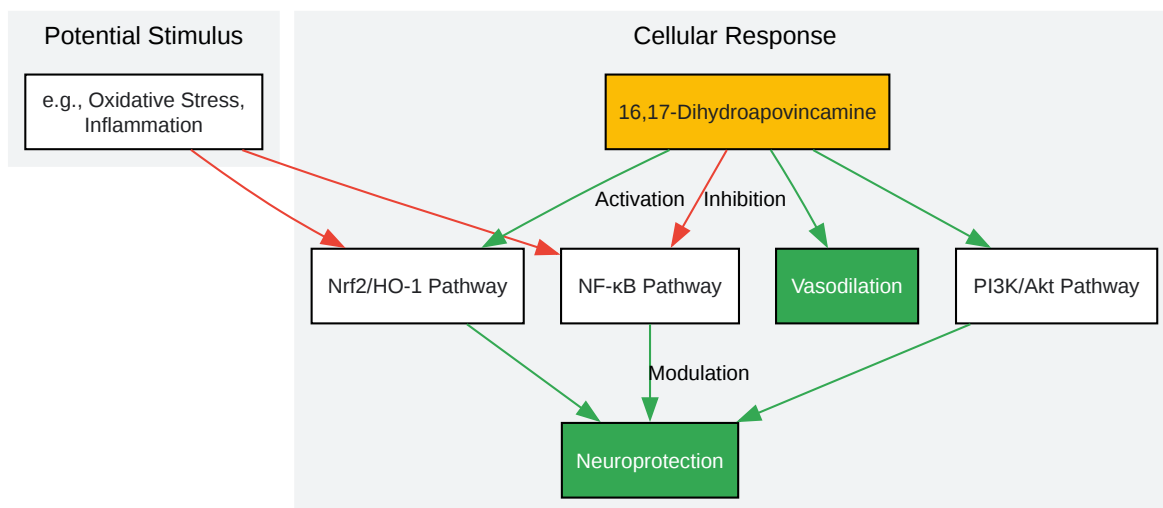 Potential Stimulus
Cellular Response
e.g., Oxidative Stress,
Inflammation
16,17-Dihydroapovincamine
Activation
Inhibition
Nrf2/HO-1 Pathway
NF-κB Pathway
Vasodilation
PI3K/Akt Pathway
Modulation
Neuroprotection